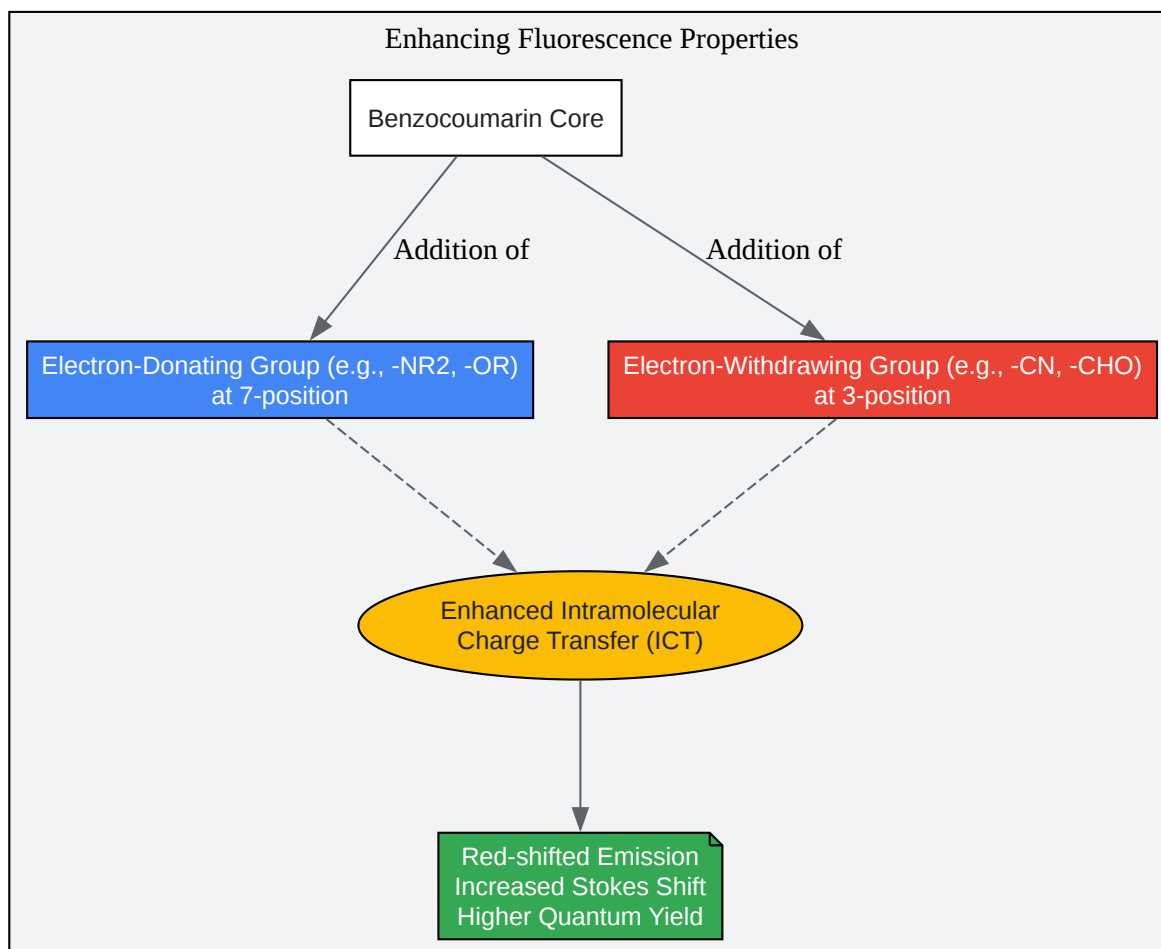 Enhancing Fluorescence Properties
Benzocoumarin Core
Addition of
Addition of
Electron-Donating Group (e.g., -NR2, -OR)
at 7-position
Electron-Withdrawing Group (e.g., -CN, -CHO)
at 3-position
Enhanced Intramolecular
Charge Transfer (ICT)
Red-shifted Emission
Increased Stokes Shift
Higher Quantum Yield